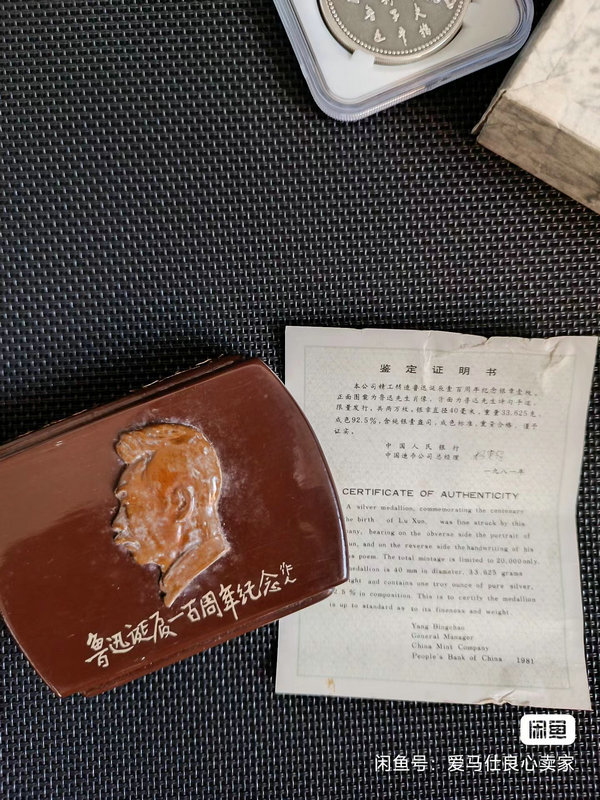 大
平福
鉴定证明书
本公司精工精造鲁迅诞辰壹百周年纪念银章壹枚。
正面图案为鲁迅先生肖像,背面为鲁迅先生诗句手迹。
限量发行,共两万枚。银章直径40毫米,重量33.625克,
成色92.5%,含纯银壹盎司,成色标准,重量合格,谨予
证实。
中国人民银行
中国造币公司总经理
一九八一年
CERTIFICATE OF AUTHENTICITY
A silver medallion, commemorating the centenary
he birth of Lu Xun, was fine struck by this
any, bearing on the obverse side the portrait of
un, and on the reverse side the handwriting of his
s poem. The total mintage is limited to 20,000 only.
medallion is 40 mm in diameter, 33.625 grams
ight and contains one troy ounce of pure silver,
2.5% in composition. This is to certify the medallion
is up to standard as to its fineness and weight
Yang Bingchao
General Manager
China Mint Company
People's Bank of China 1981
鲁迅诞辰一百周年纪念
闲鱼
闲鱼号:爱马仕良心卖家